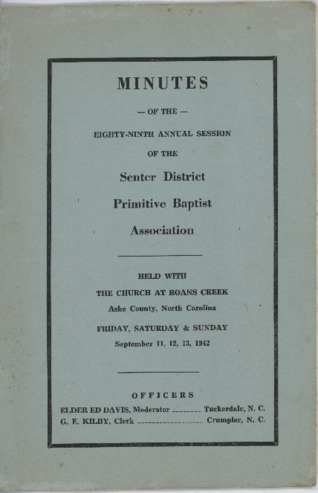 MINUTES
— OF THE —
EIGHTY-NINTH ANNUAL SESSION
OF THE
Senter District
Primitive Baptist
Association
HELD WITH
THE CHURCH AT ROANS CREEK
Ashe County, North Carolina
FRIDAY, SATURDAY & SUNDAY
September 11, 12, 13, 1942
OFFICERS
ELDER ED DAVIS, Moderator ------- Tuckerdale, N. C.
G. F. KILBY, Clerk ---------------- Crumpler, N. C.